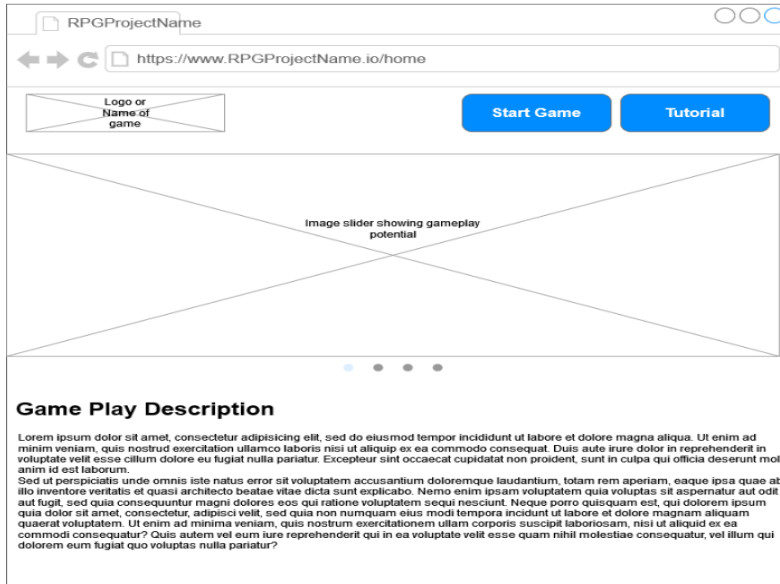 RPGProjectName
https://www.RPGProjectName.io/home
Logo or
Name of
game
Start Game
Tutorial
Image slider showing gameplay
potential
Game Play Description
Lorem ipsum dolor sit amet, consectetur adipisicing elit, sed do eiusmod tempor incididunt ut labore et dolore magna aliqua. Ut enim ad
minim veniam, quis nostrud exercitation ullamco laboris nisi ut aliquip ex ea commodo consequat. Duis aute irure dolor in reprehenderit in
voluptate velit esse cillum dolore eu fugiat nulla pariatur. Excepteur sint occaecat cupidatat non proident, sunt in culpa qui officia deserunt mol
anim id est laborum.
Sed ut perspiciatis unde omnis iste natus error sit voluptatem accusantium doloremque laudantium, totam rem aperiam, eaque ipsa quae ab
illo inventore veritatis et quasi architecto beatae vitae dicta sunt explicabo. Nemo enim ipsam voluptatem quia voluptas sit aspernatur aut odit
aut fugit, sed quia consequuntur magni dolores eos qui ratione voluptatem sequi nesciunt. Neque porro quisquam est, qui dolorem ipsum
quia dolor sit amet, consectetur, adipisci velit, sed quia non numquam eius modi tempora incidunt ut labore et dolore magnam aliquam
quaerat voluptatem. Ut enim ad minima veniam, quis nostrum exercitationem ullam corporis suscipit laboriosam, nisi ut aliquid ex ea
commodi consequatur? Quis autem vel eum iure reprehenderit qui in ea voluptate velit esse quam nihil molestiae consequatur, vel illum qui
dolorem eum fugiat quo voluptas nulla pariatur?